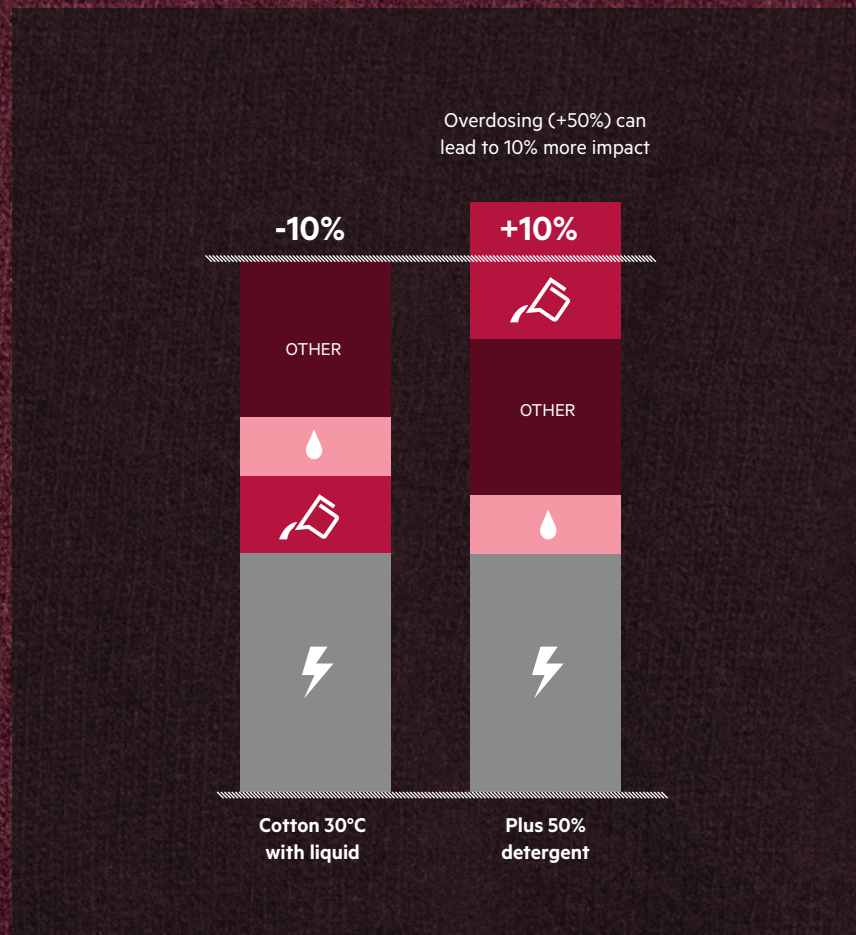 Overdosing (+50%) can
lead to 10% more impact
-10%
+10%
OTHER
OTHER
Cotton 30°C
with liquid
Plus 50%
detergent